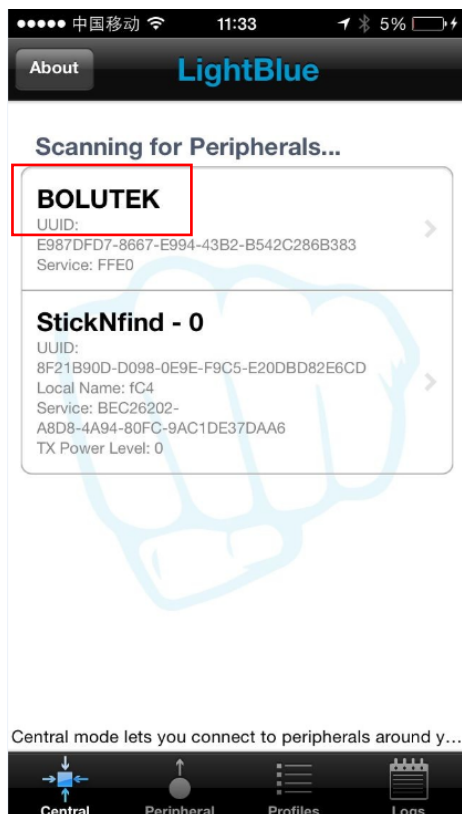 中国移动 11:33 5%
About LightBlue
Scanning for Peripherals...
BOLUTEK
UUID:
E987DFD7-8667-E994-43B2-B542C286B383
Service: FFE0
StickNfind - 0
UUID:
8F21B90D-D098-0E9E-F9C5-E20DBD82E6CD
Local Name: fC4
Service: BEC26202-
A8D8-4A94-80FC-9AC1DE37DAA6
TX Power Level: 0
Central mode lets you connect to peripherals around y...
Central Peripheral Profiles Logs